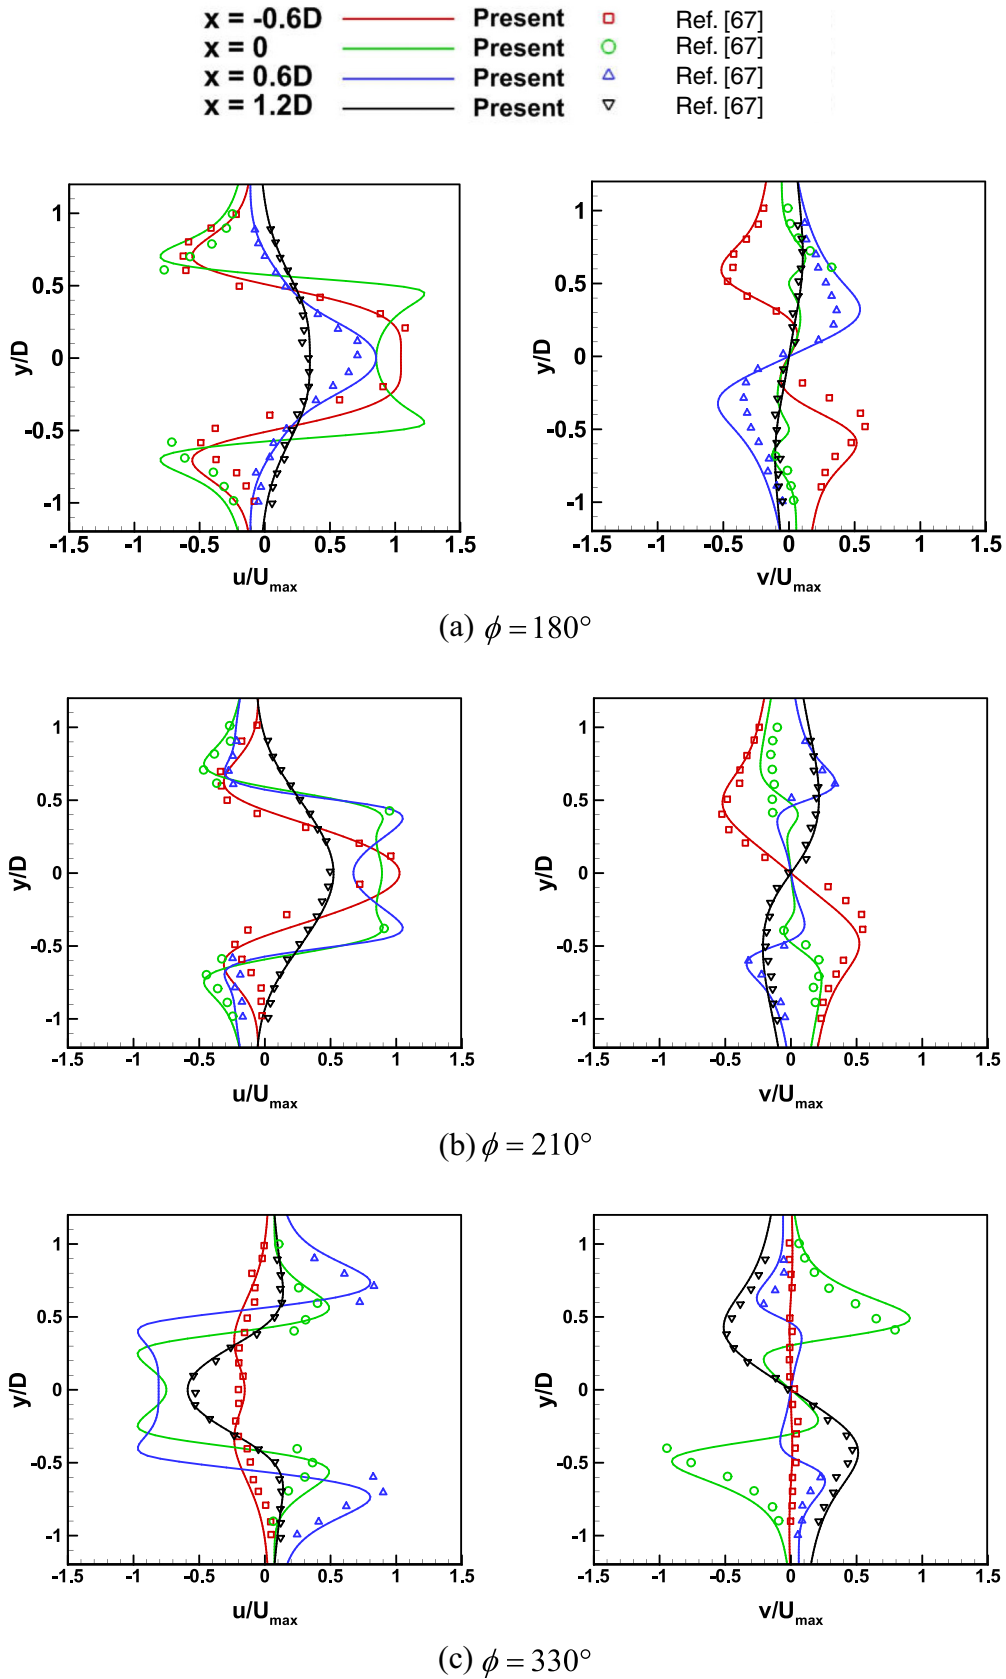 x = -0.6D Present Ref. [67]
x = 0 Present Ref. [67]
x = 0.6D Present Ref. [67]
x = 1.2D Present Ref. [67]
1
0.5
0
-0.5
-1
y/D
-1.5 -1 -0.5 0 0.5 1 1.5
u/Umax
1
0.5
0
-0.5
-1
y/D
-1.5 -1 -0.5 0 0.5 1 1.5
v/Umax
(a) ϕ = 180°
1
0.5
0
-0.5
-1
y/D
-1.5 -1 -0.5 0 0.5 1 1.5
u/Umax
1
0.5
0
-0.5
-1
y/D
-1.5 -1 -0.5 0 0.5 1 1.5
v/Umax
(b) ϕ = 210°
1
0.5
0
-0.5
-1
y/D
-1.5 -1 -0.5 0 0.5 1 1.5
u/Umax
1
0.5
0
-0.5
-1
y/D
-1.5 -1 -0.5 0 0.5 1 1.5
v/Umax
(c) ϕ = 330°